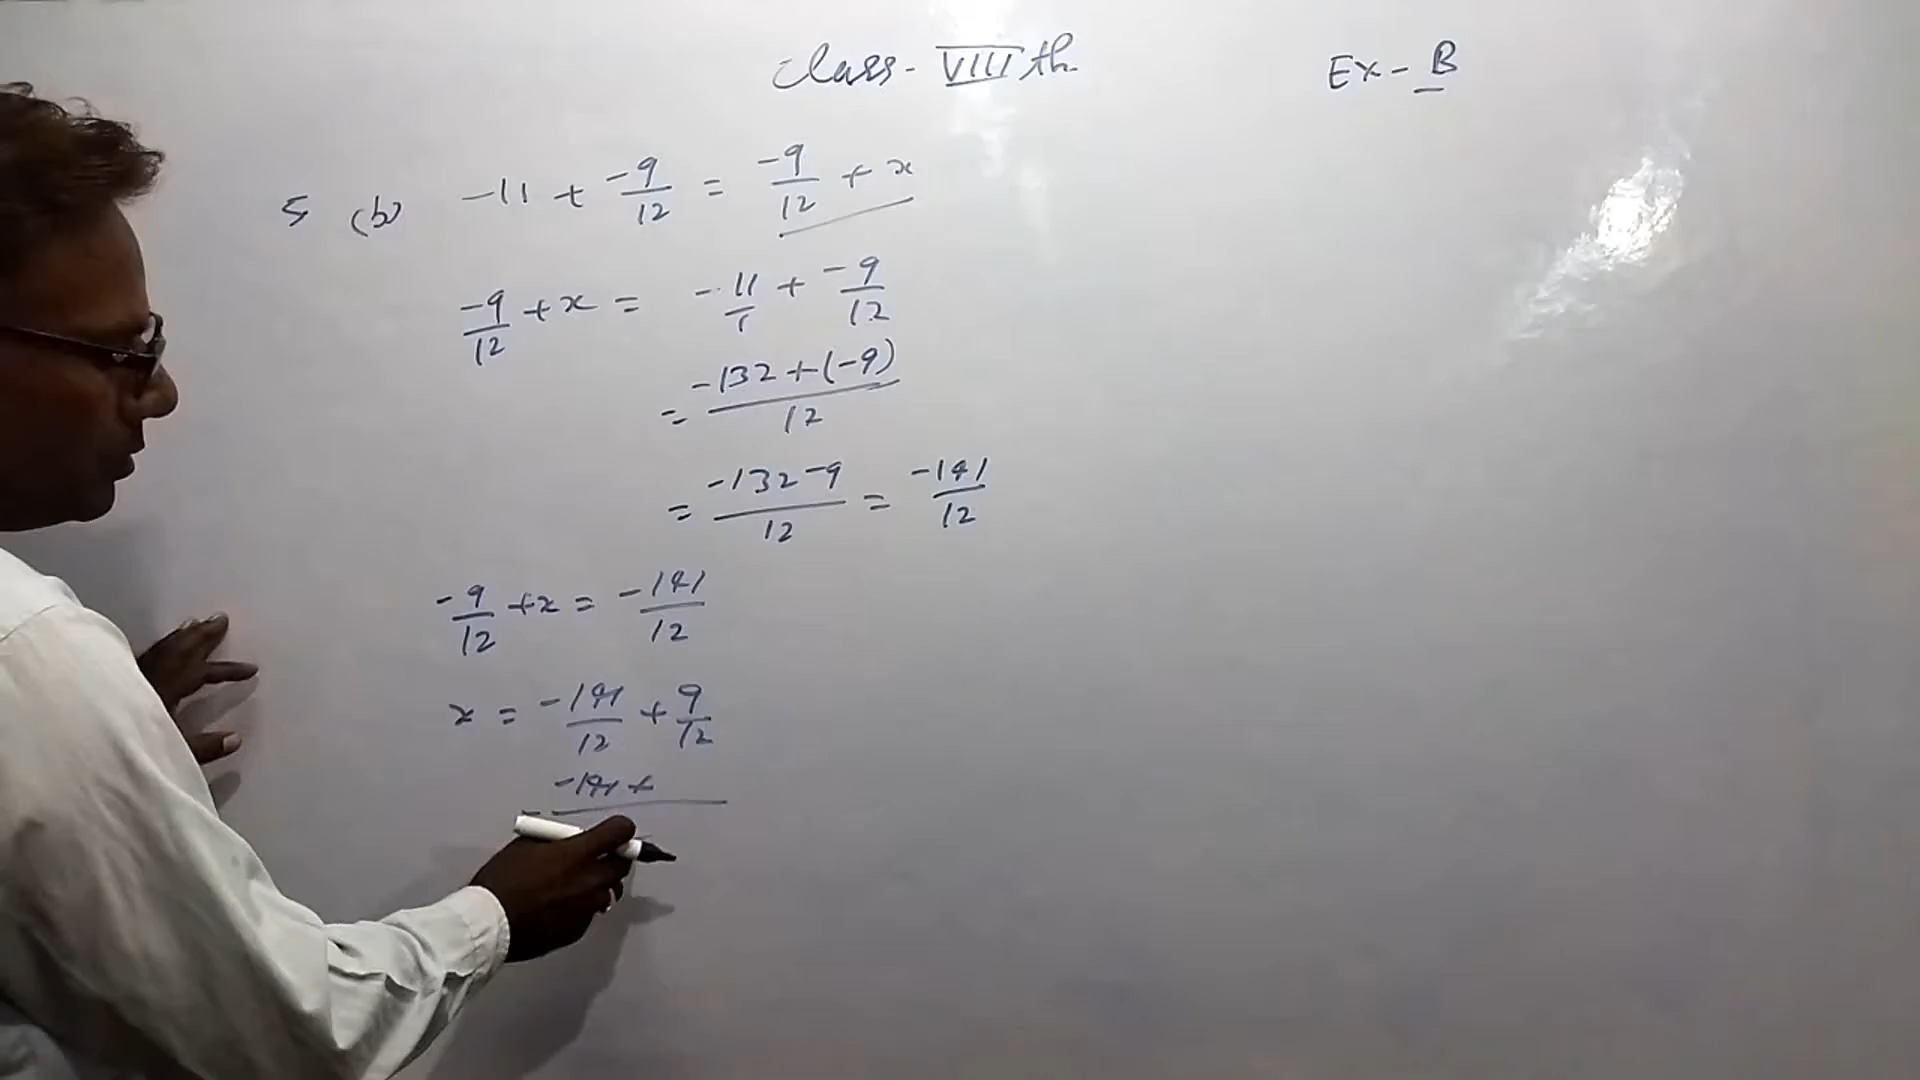 Class - VIII th
Ex - B
5 (b) -11 + -9/12 = -9/12 + x
-9/12 + x = -11/1 + -9/12
= -132 + (-9)/12
= -132 -9/12 = -141/12
-9/12 + x = -141/12
x = -141/12 + 9/12
= -141 +